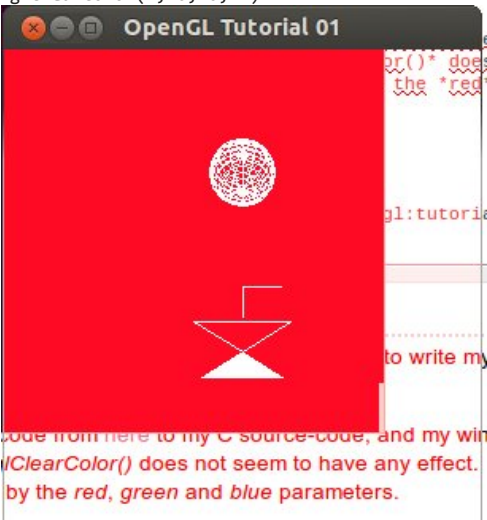 OpenGL Tutorial 01
or()* does
the *red*
gl:tutoria
to write my
code from here to my C source-code, and my win
lClearColor() does not seem to have any effect.
by the red, green and blue parameters.